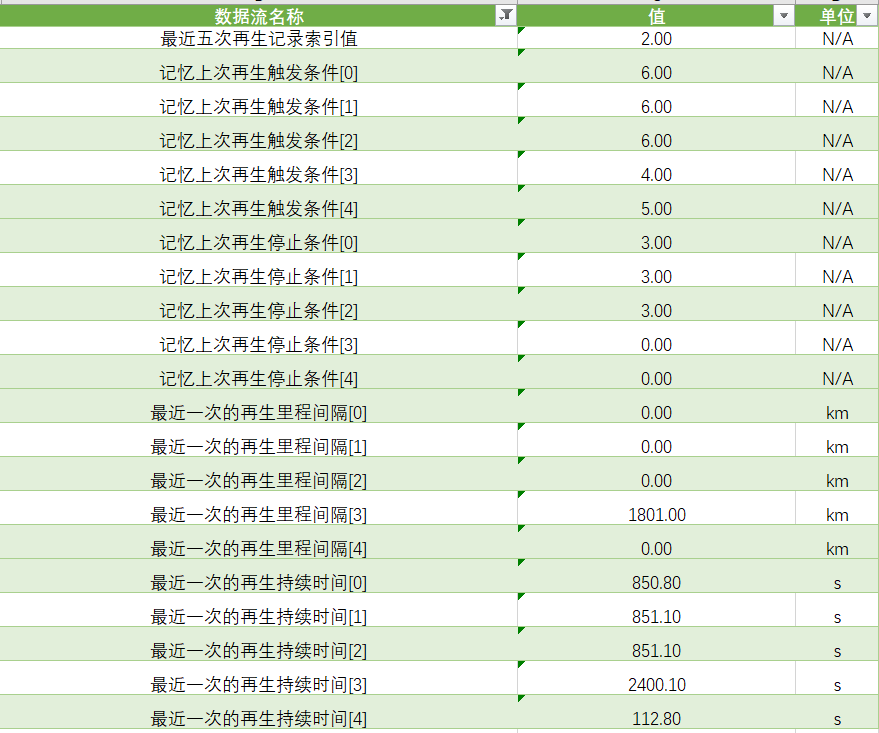 数据流名称 值 单位
最近五次再生记录索引值 2.00 N/A
记忆上次再生触发条件[0] 6.00 N/A
记忆上次再生触发条件[1] 6.00 N/A
记忆上次再生触发条件[2] 6.00 N/A
记忆上次再生触发条件[3] 4.00 N/A
记忆上次再生触发条件[4] 5.00 N/A
记忆上次再生停止条件[0] 3.00 N/A
记忆上次再生停止条件[1] 3.00 N/A
记忆上次再生停止条件[2] 3.00 N/A
记忆上次再生停止条件[3] 0.00 N/A
记忆上次再生停止条件[4] 0.00 N/A
最近一次的再生里程间隔[0] 0.00 km
最近一次的再生里程间隔[1] 0.00 km
最近一次的再生里程间隔[2] 0.00 km
最近一次的再生里程间隔[3] 1801.00 km
最近一次的再生里程间隔[4] 0.00 km
最近一次的再生持续时间[0] 850.80 s
最近一次的再生持续时间[1] 851.10 s
最近一次的再生持续时间[2] 851.10 s
最近一次的再生持续时间[3] 2400.10 s
最近一次的再生持续时间[4] 112.80 s